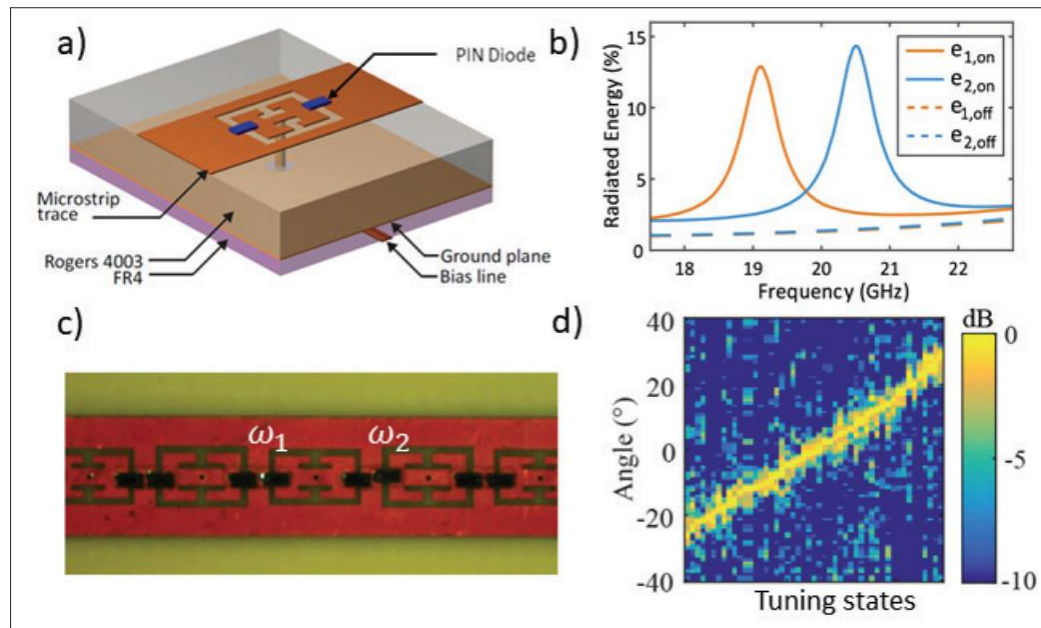 a)
PIN Diode
Microstrip
trace
Rogers 4003
FR4
Ground plane
Bias line
b)
Radiated Energy (%)
15
10
5
0
18
19
20
21
22
Frequency (GHz)
e1,on
e2,on
e1,off
e2,off
c)
ω1
ω2
d)
Angle (°)
40
20
0
-20
-40
Tuning states
dB
0
-5
-10